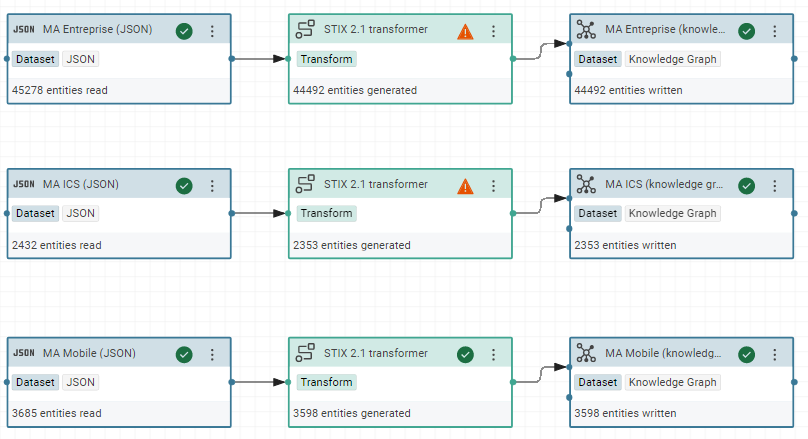 JSON MA Entreprise (JSON)
STIX 2.1 transformer
MA Entreprise (knowle...
Dataset JSON
Transform
Dataset Knowledge Graph
45278 entities read
44492 entities generated
44492 entities written
JSON MA ICS (JSON)
STIX 2.1 transformer
MA ICS (knowledge gr...
Dataset JSON
Transform
Dataset Knowledge Graph
2432 entities read
2353 entities generated
2353 entities written
JSON MA Mobile (JSON)
STIX 2.1 transformer
MA Mobile (knowledg...
Dataset JSON
Transform
Dataset Knowledge Graph
3685 entities read
3598 entities generated
3598 entities written